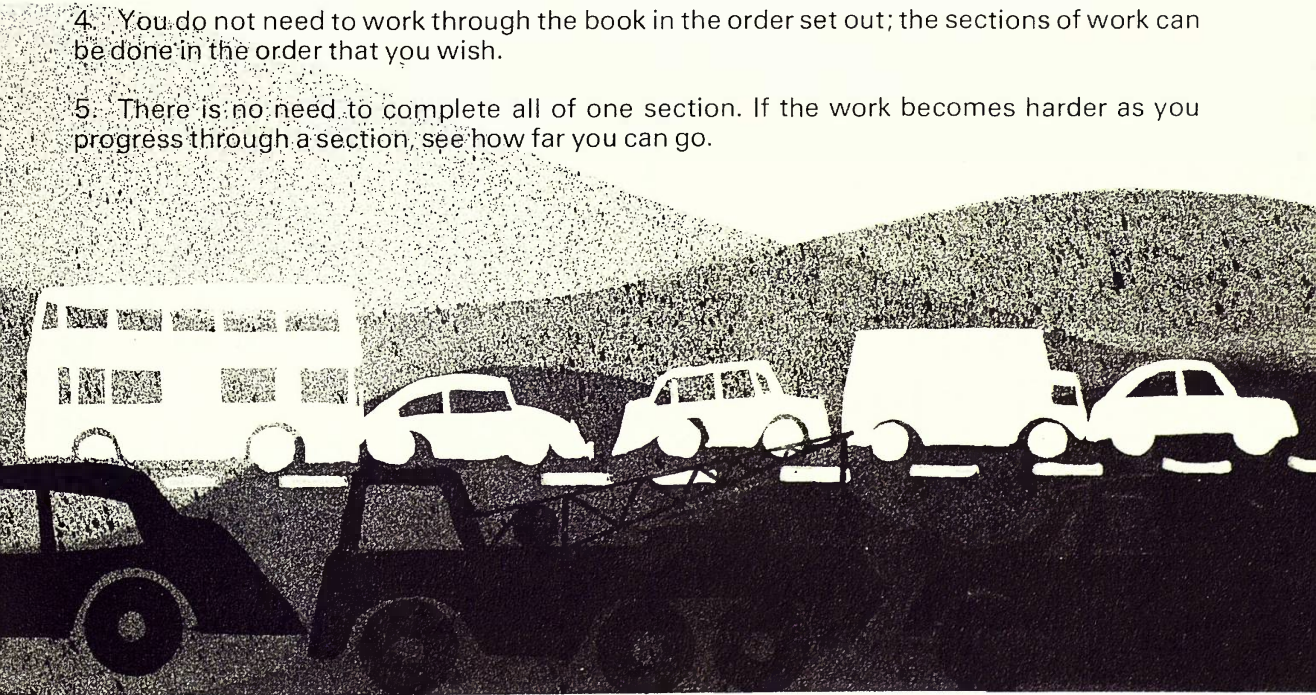 4. You do not need to work through the book in the order set out; the sections of work can
be done in the order that you wish.
5. There is no need to complete all of one section. If the work becomes harder as you
progress through a section, see how far you can go.